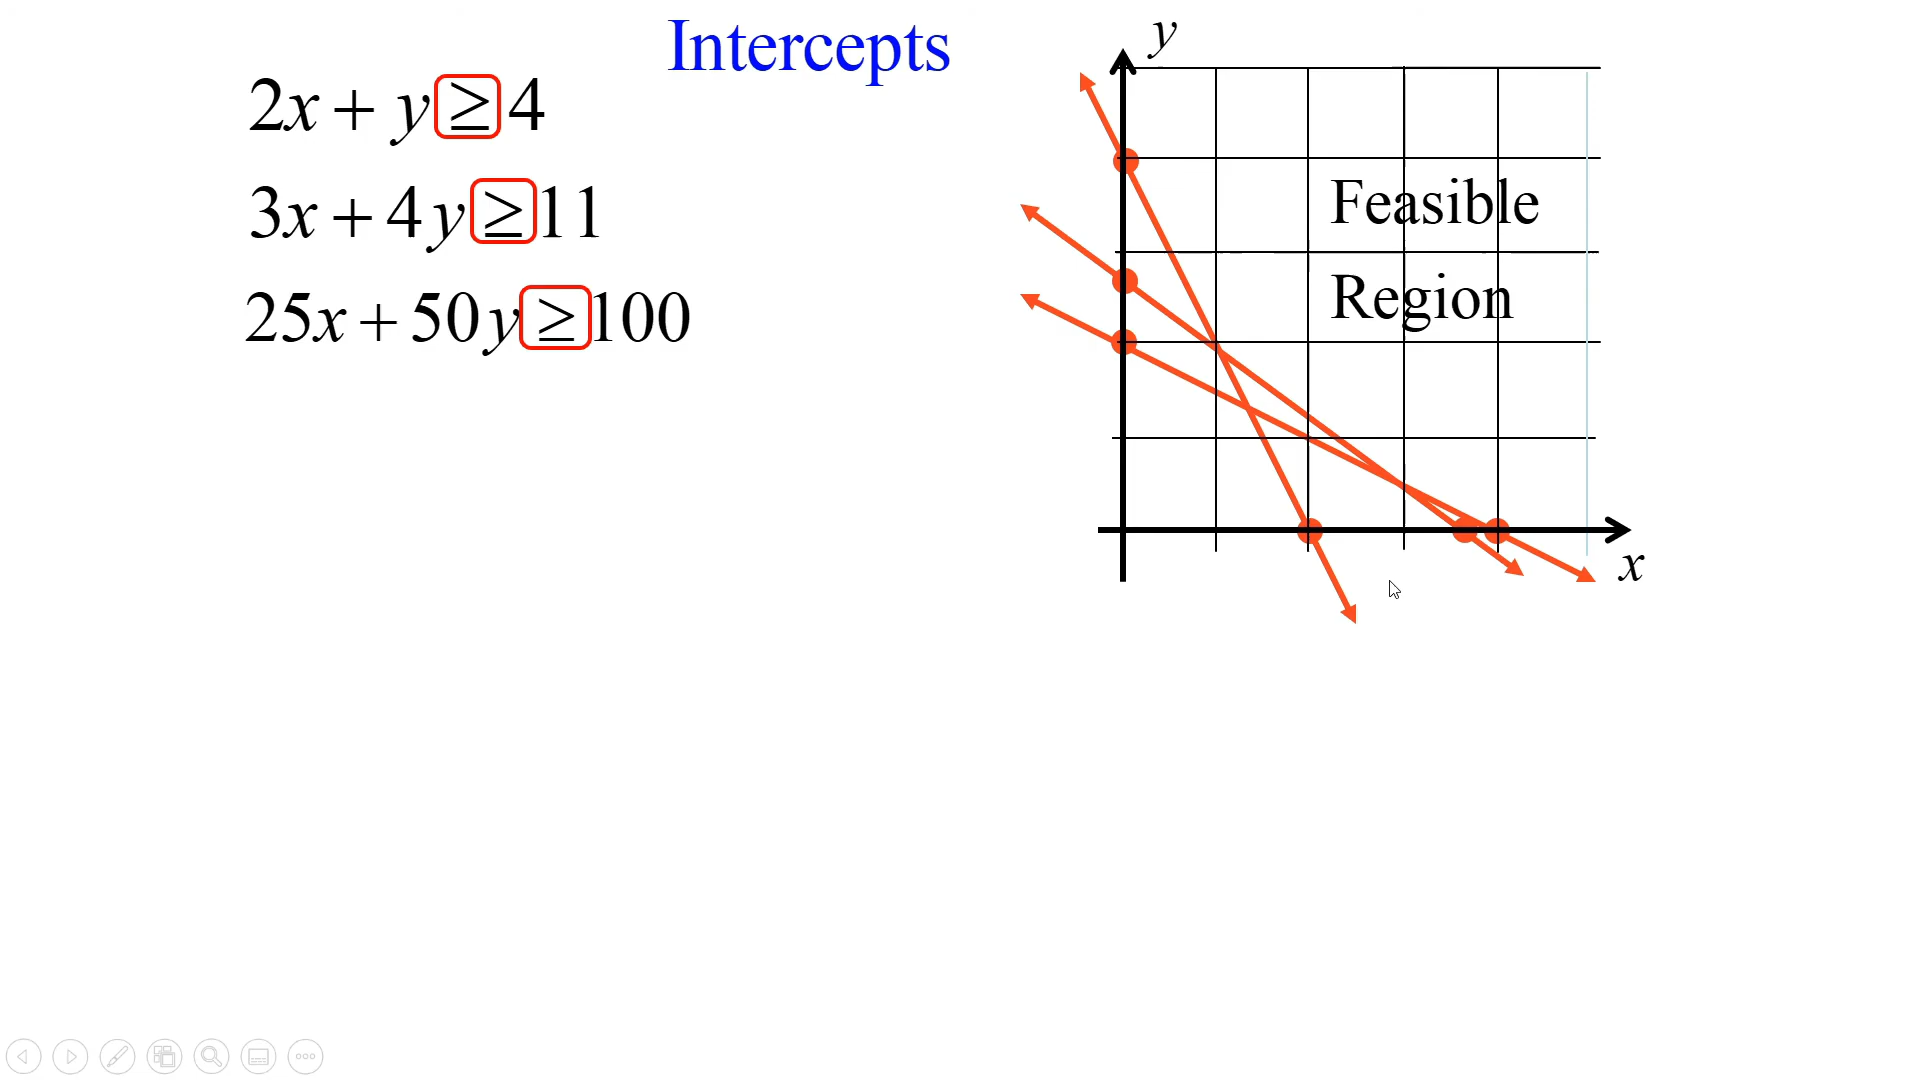 Intercepts
2x + y ≥ 4
3x + 4y ≥ 11
25x + 50y ≥ 100
y
Feasible
Region
x